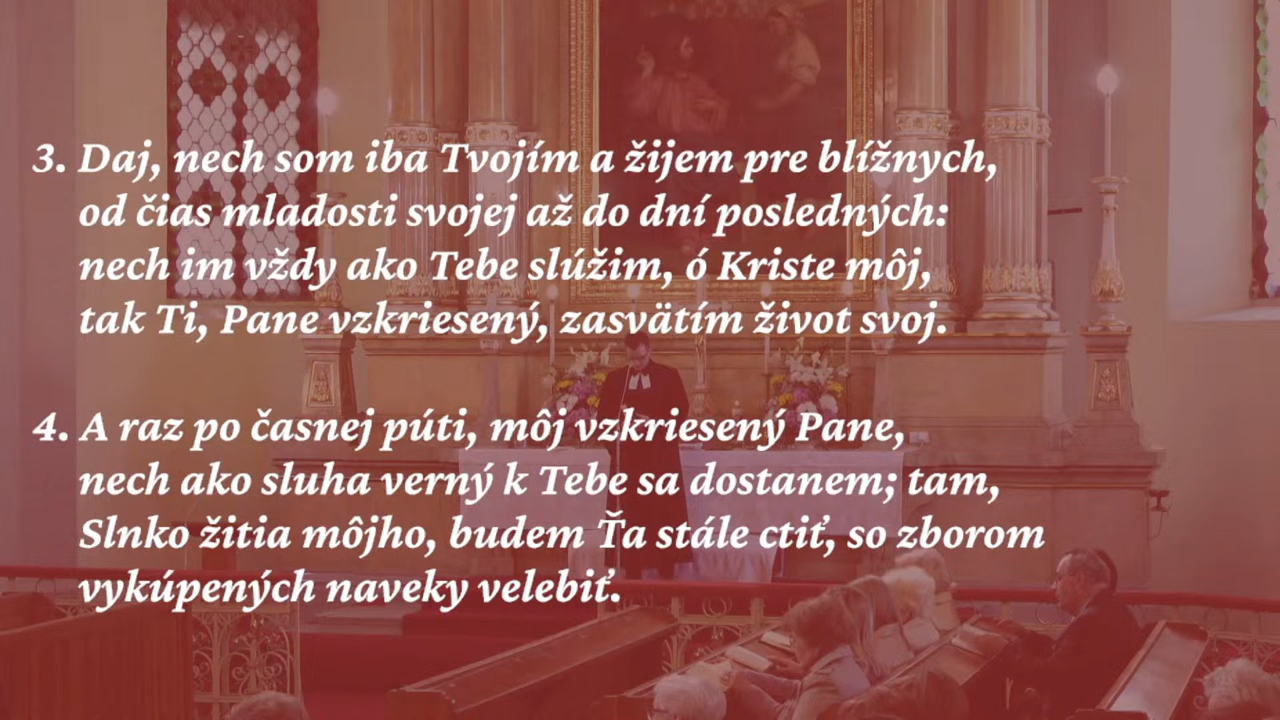 3. Daj, nech som iba Tvojím a žijem pre blížnych,
od čias mladosti svojej až do dní posledných:
nech im vždy ako Tebe slúžim, ó Kriste môj,
tak Ti, Pane vzkriesený, zasvätím život svoj.
4. A raz po časnej púti, môj vzkriesený Pane,
nech ako sluha verný k Tebe sa dostanem; tam,
Slnko žitia môjho, budem Ťa stále ctiť, so zborom
vykúpených naveky velebiť.